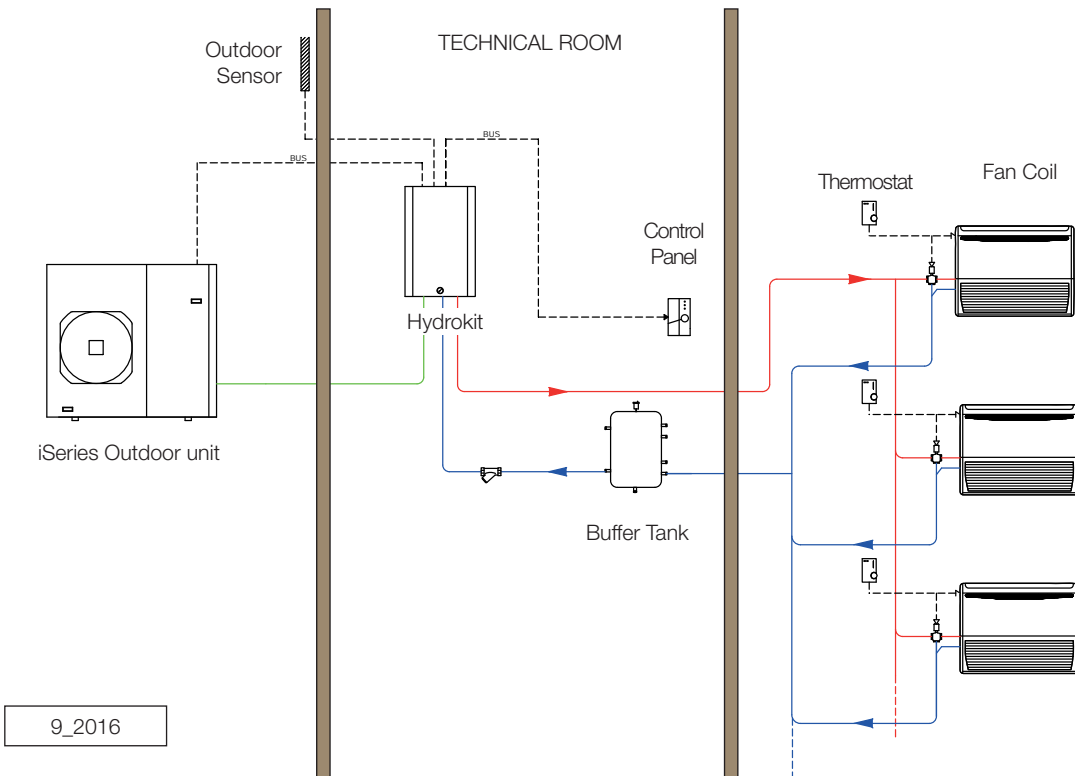 TECHNICAL ROOM
Outdoor
Sensor
BUS
BUS
Thermostat
Fan Coil
Control
Panel
Hydrokit
iSeries Outdoor unit
Buffer Tank
9_2016